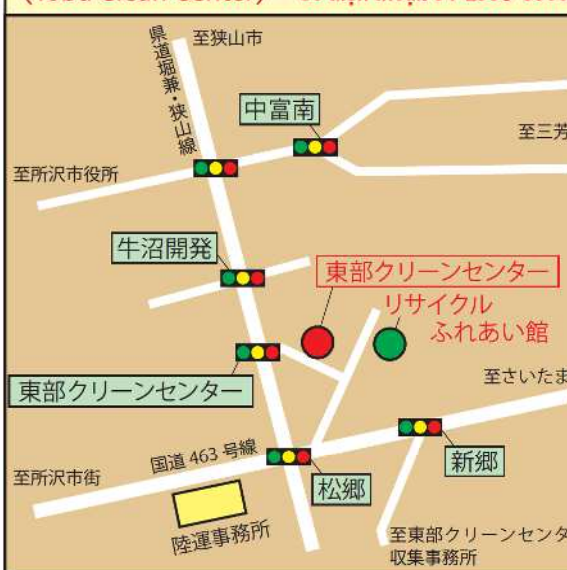 至狭山市
県道堀兼・狭山線
中富南
至三芳
至所沢市役所
牛沼開発
東部クリーンセンター
リサイクル
ふれあい館
東部クリーンセンター
至さいたま
国道 463 号線
新郷
至所沢市街
松郷
陸運事務所
至東部クリーンセンタ
収集事務所